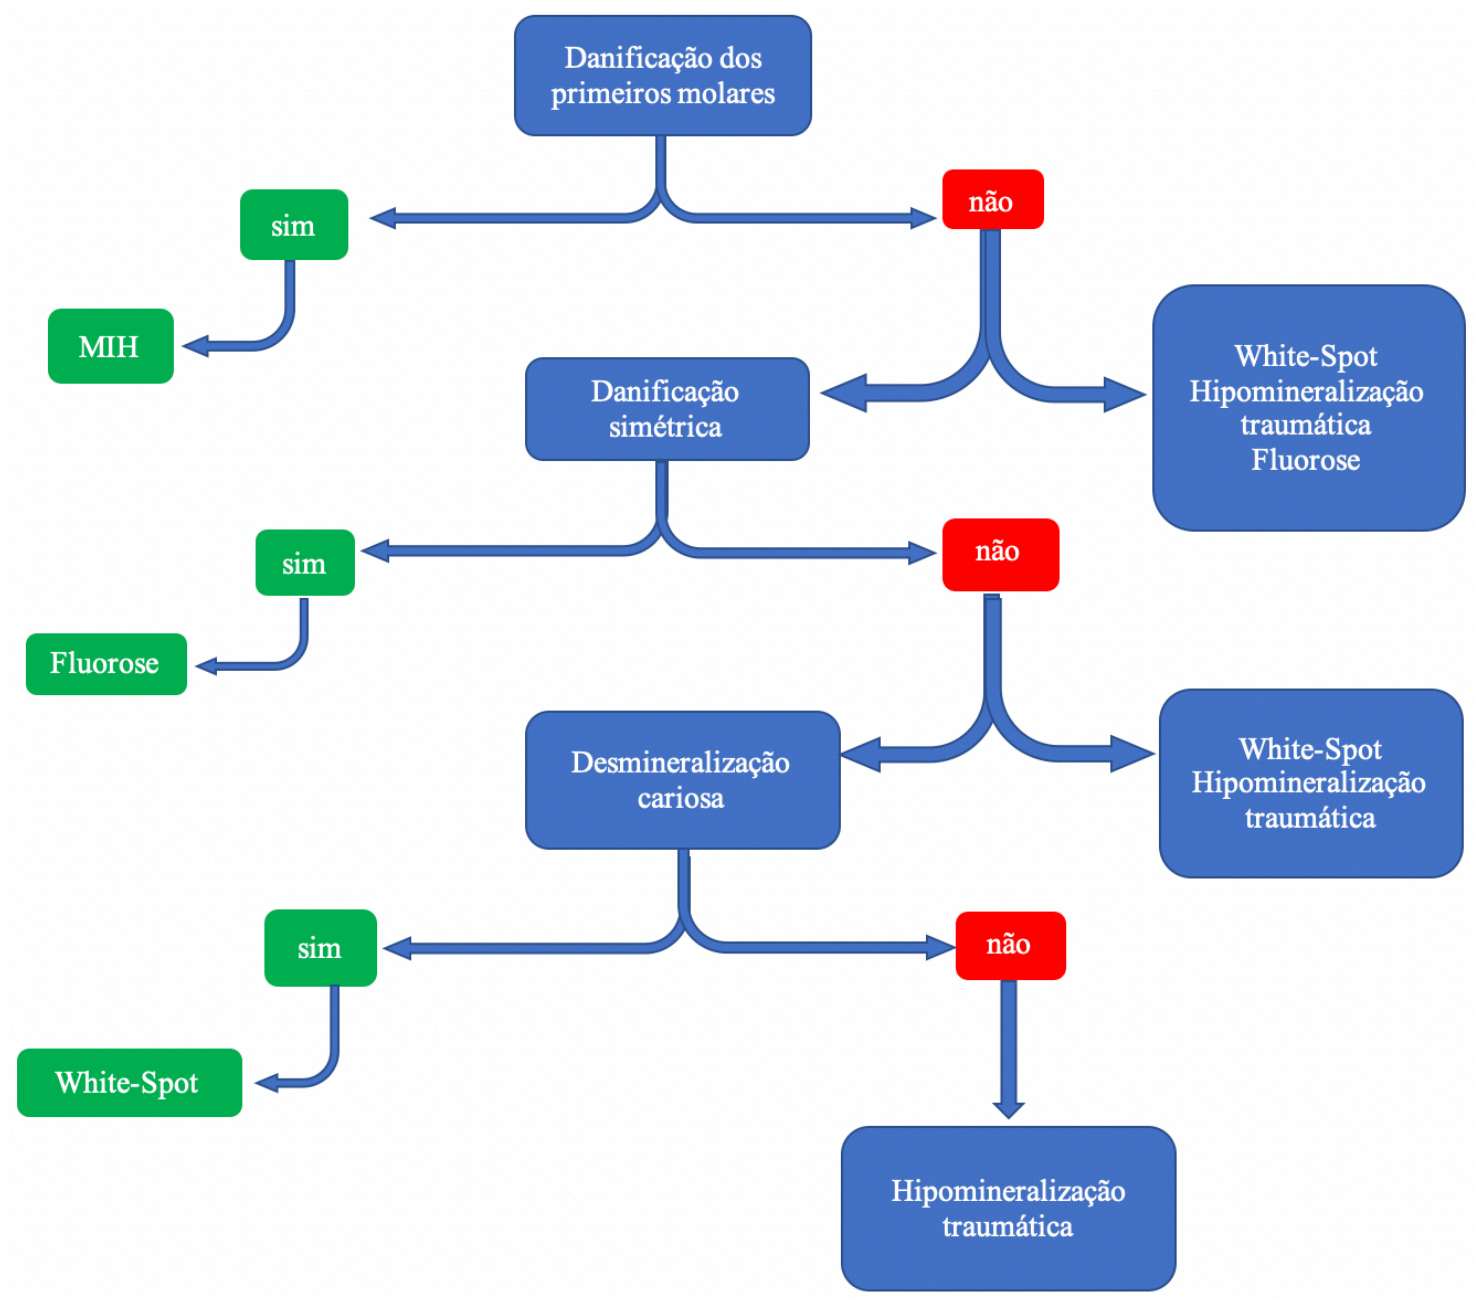 Danificação dos
primeiros molares
sim
não
MIH
White-Spot
Hipomineralização
traumática
Fluorose
Danificação
simétrica
sim
não
Fluorose
White-Spot
Hipomineralização
traumática
Desmineralização
cariosa
sim
não
White-Spot
Hipomineralização
traumática